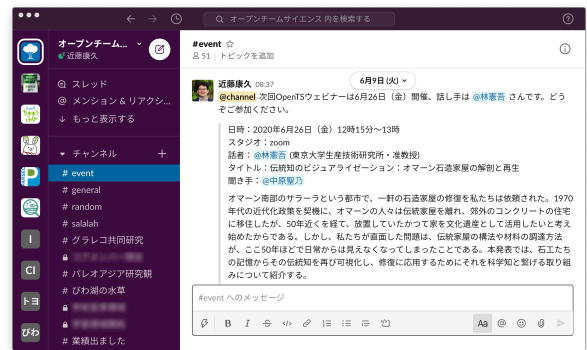 オープンチームサイエンス 内を検索する
オープンチーム...
近藤康久
スレッド
メンション & リアクシ...
もっと表示する
チャンネル
# event
# general
# random
# salalah
# グラレコ共同研究
# パレオアジア研究観
# びわ湖の水草
# 業績出ました
I
CI
トヨ
びわ
#event
51 | トピックを追加
6月9日 (火)
近藤康久 08:37
@channel 次回OpenTSウェビナーは6月26日（金）開催、話し手は @林憲吾 さんです。どう
ぞご参加ください。
日時：2020年6月26日（金）12時15分〜13時
スタジオ：zoom
話者：@林憲吾 (東京大学生産技術研究所・准教授)
タイトル：伝統知のビジュアライゼーション：オマーン石造家屋の解剖と再生
聞き手：@中原聖乃
オマーン南部のサラーラという都市で、一軒の石造家屋の修復を私たちは依頼された。1970
年代の近代化政策を契機に、オマーンの人々は伝統家屋を離れ、郊外のコンクリートの住宅
に移住したが、50年近くを経て、放置していたかつて家を文化遺産として活用したいと考え
始めたからである。しかし、私たちが直面した問題は、伝統家屋の構法や材料の調達方法
が、ここ50年ほどで日常からは見えなくなってしまったことである。本発表では、石工たち
の記憶からその伝統知を再び可視化し、修復に応用するためにそれを科学知と繋げる取り組
みについて紹介する。
#event へのメッセージ
B I S Aa @